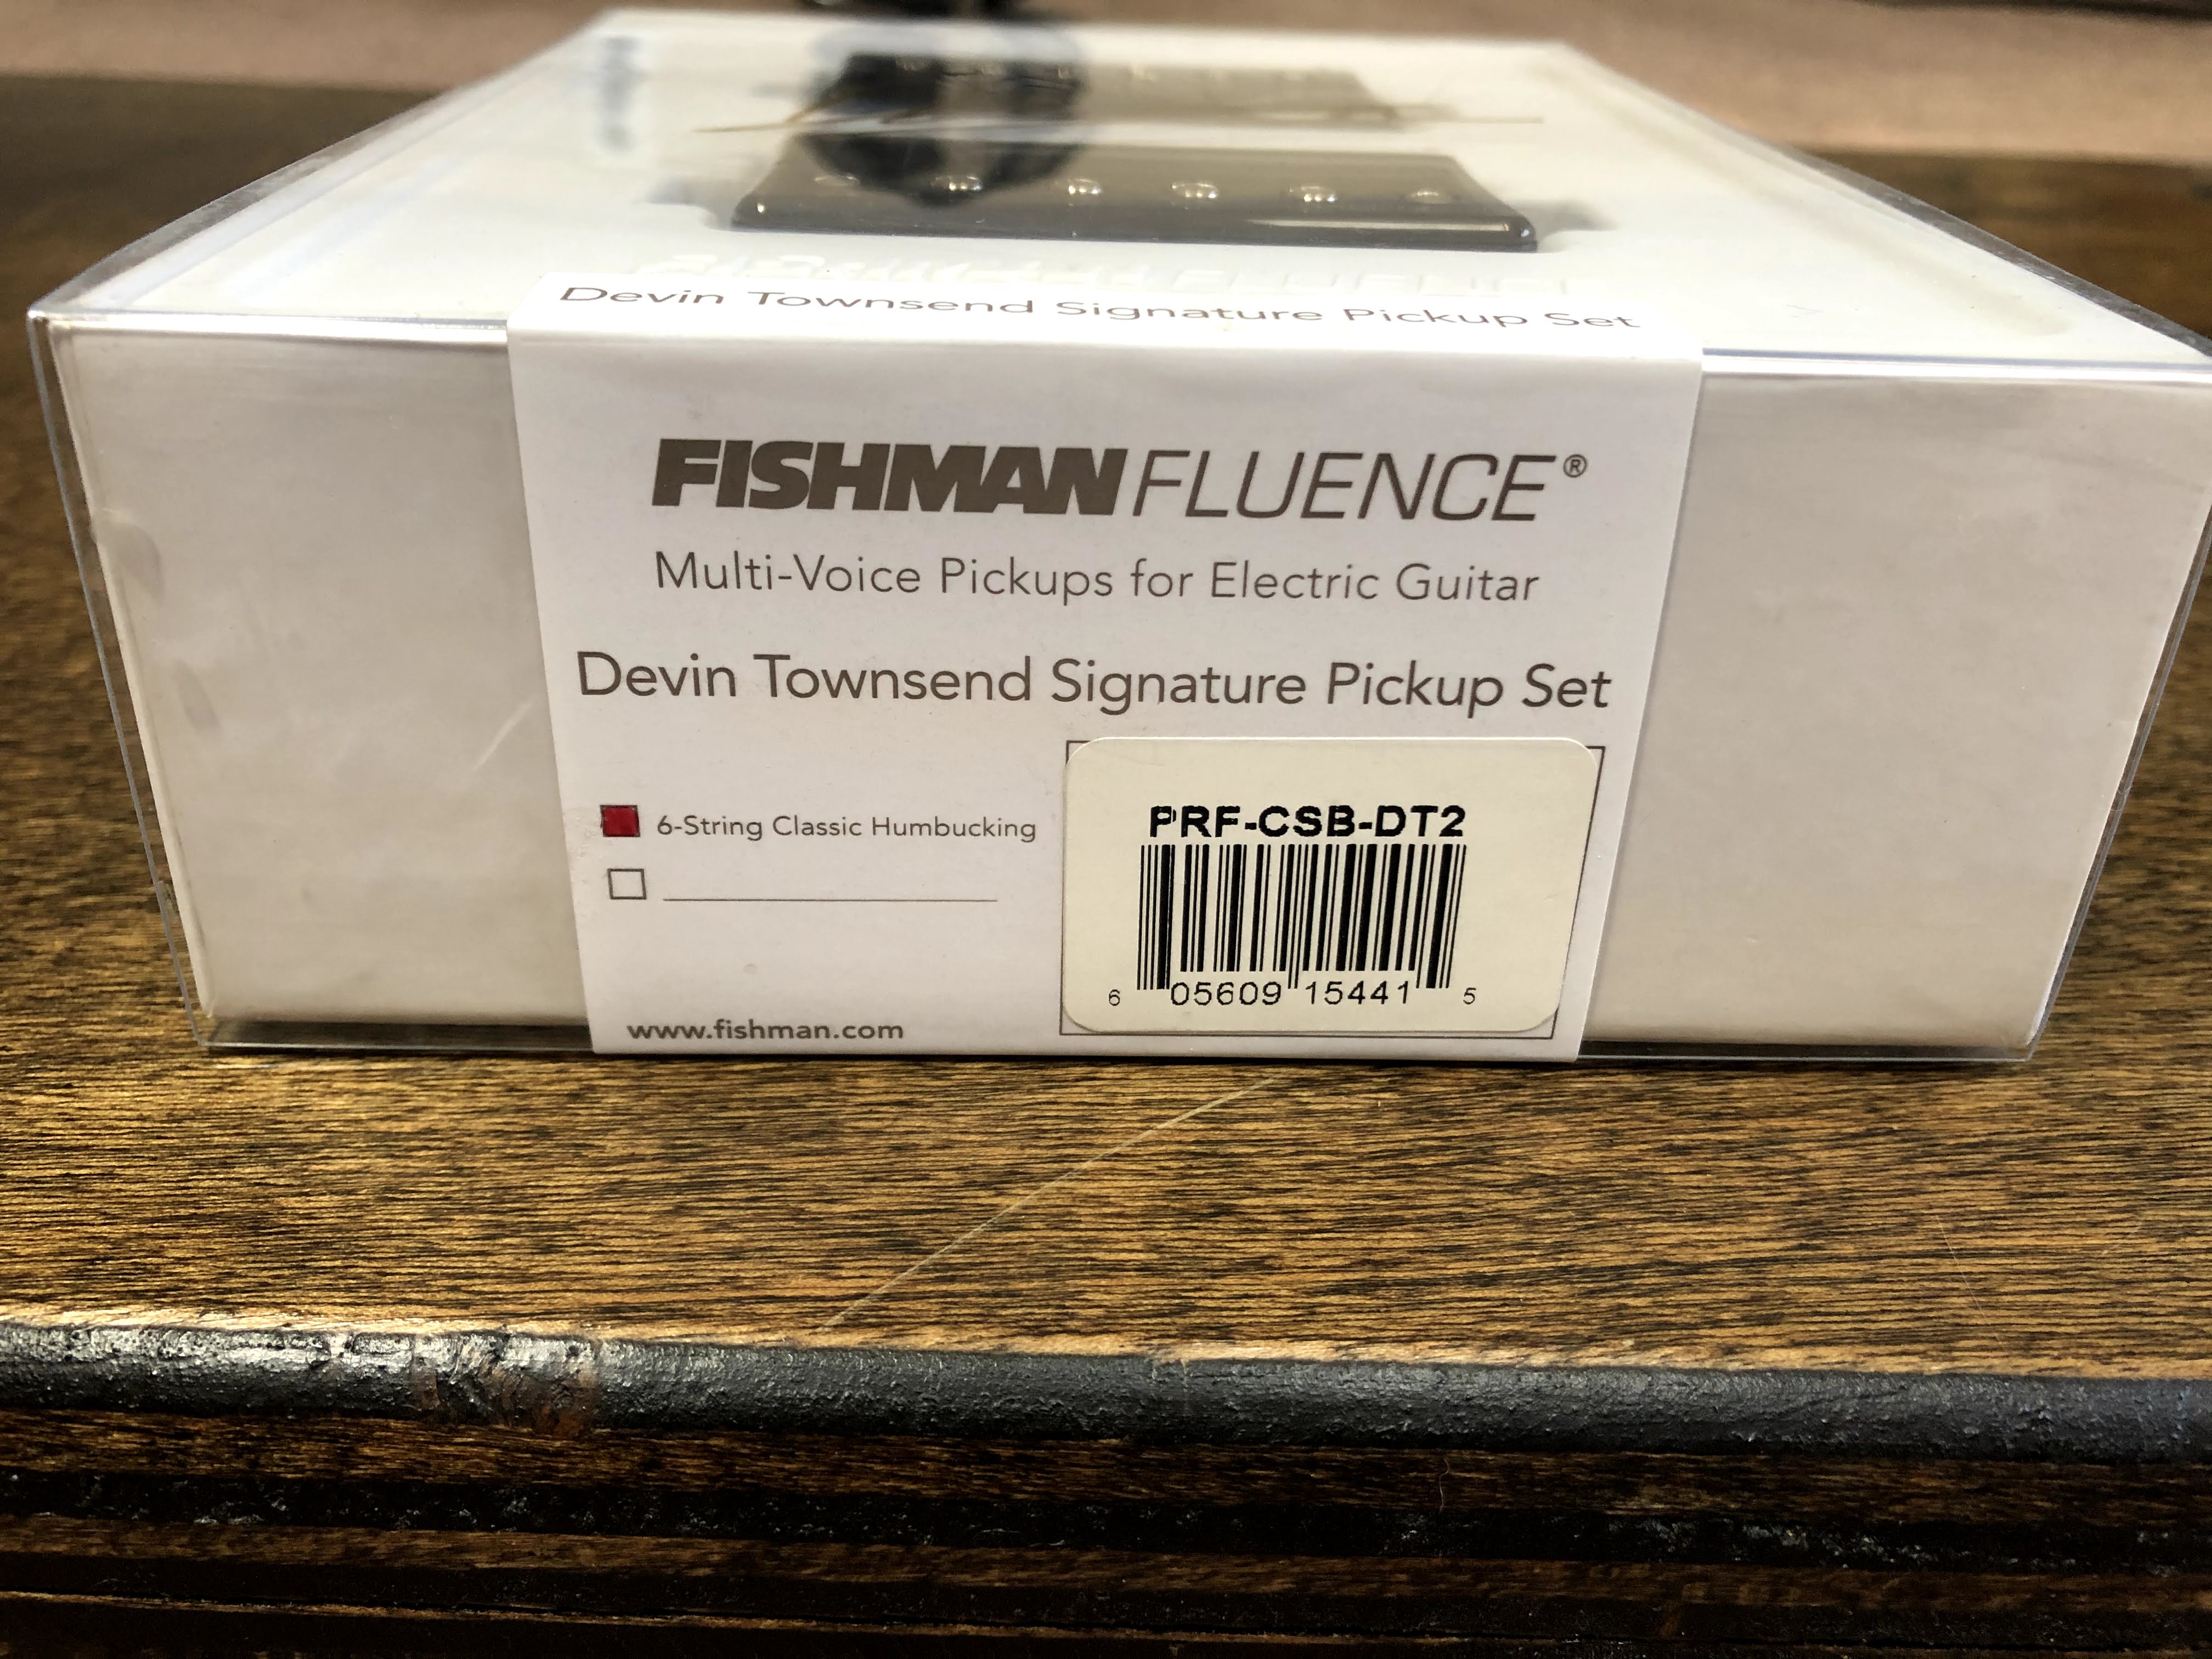 Devin Townsend Signature Pickup Set
FISHMAN FLUENCE®
Multi-Voice Pickups for Electric Guitar
Devin Townsend Signature Pickup Set
6-String Classic Humbucking
www.fishman.com
PRF-CSB-DT2
6 05609 15441 5